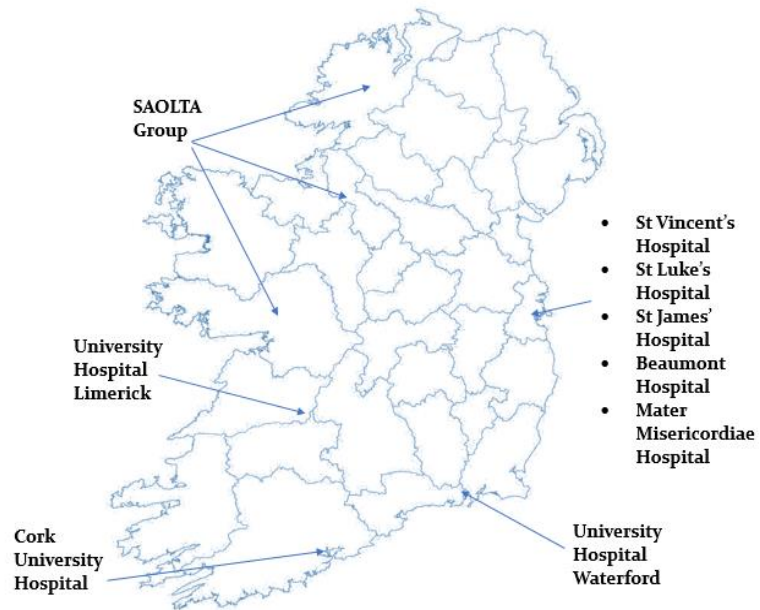 SAOLTA
Group
• St Vincent's
Hospital
• St Luke's
Hospital
• St James'
Hospital
• Beaumont
Hospital
• Mater
Misericordiae
Hospital
University
Hospital
Limerick
Cork
University
Hospital
University
Hospital
Waterford